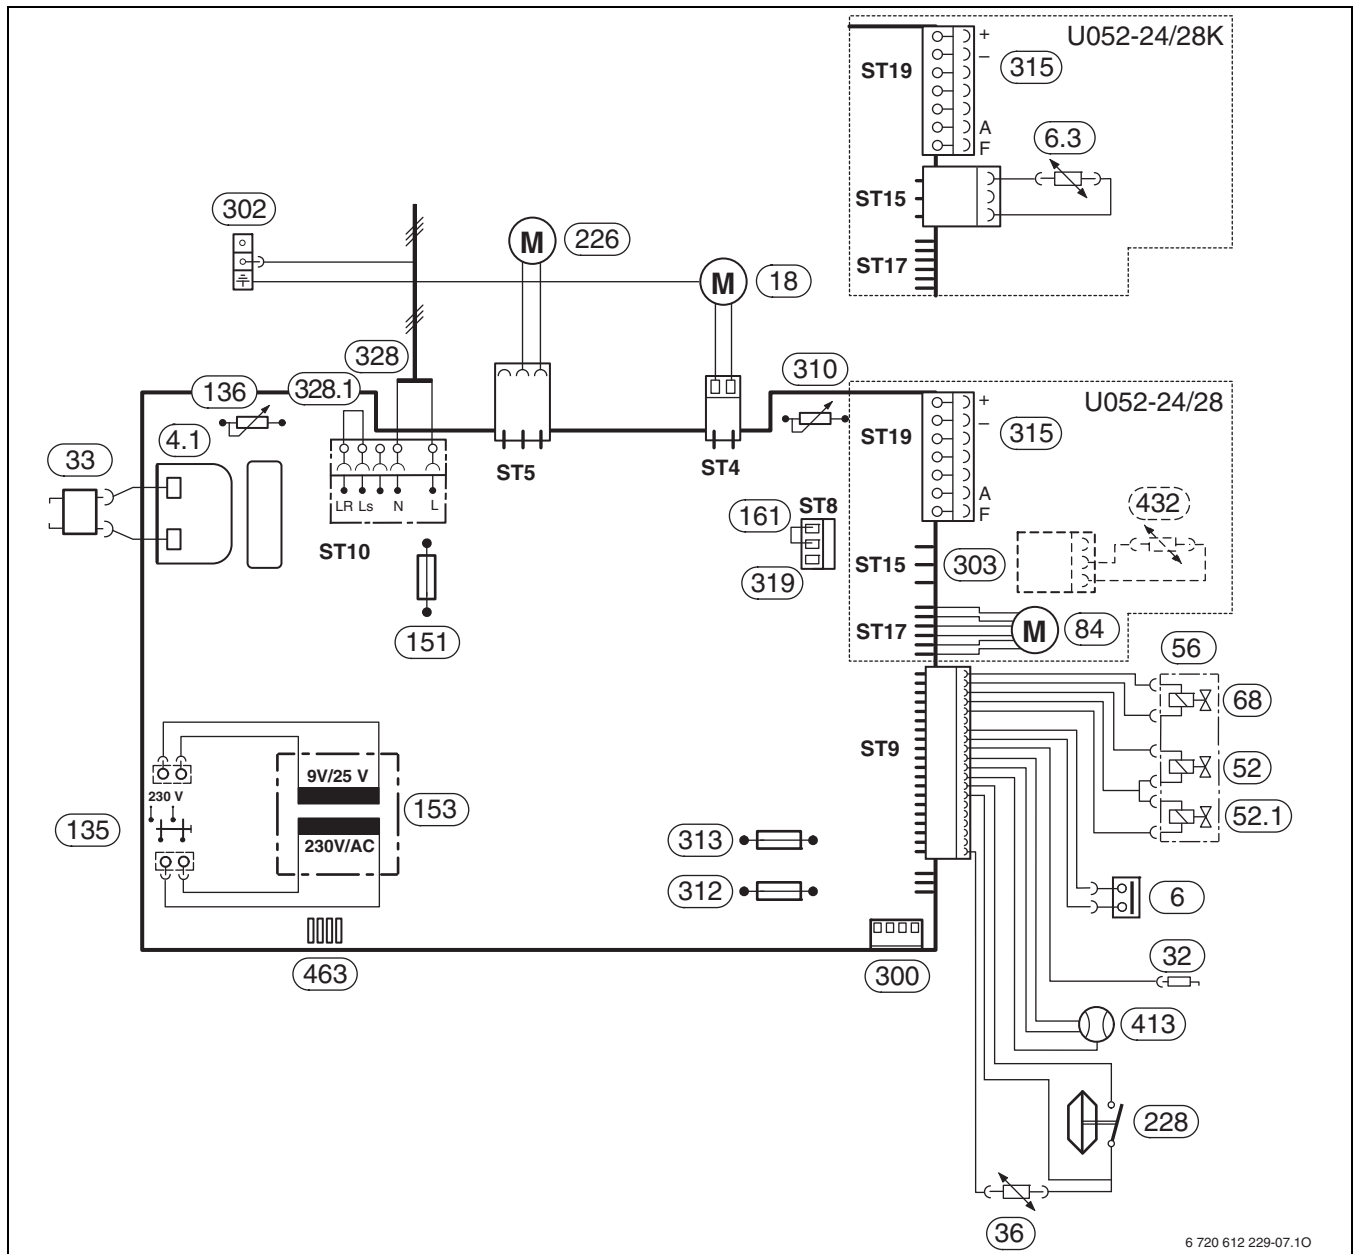 U052-24/28K
+
–
ST19
315
A
F
6.3
ST15
ST17
302
M
226
M
18
328
310
136
328.1
4.1
33
LR
Ls
N
L
ST5
ST4
ST10
151
U052-24/28
+
–
ST19
315
A
F
ST8
161
319
432
ST15
303
ST17
M
84
56
68
52
52.1
ST9
9V/25 V
230 V
153
135
230V/AC
313
312
6
463
300
32
413
228
36
6 720 612 229-07.1O